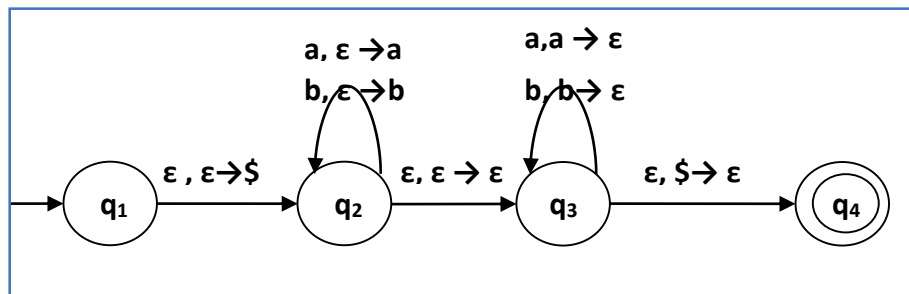 a, ε →a
a,a → ε
b, ε →b
b, b→ ε
ε , ε→$
ε, ε → ε
ε, $→ ε
q₁
q₂
q₃
q₄